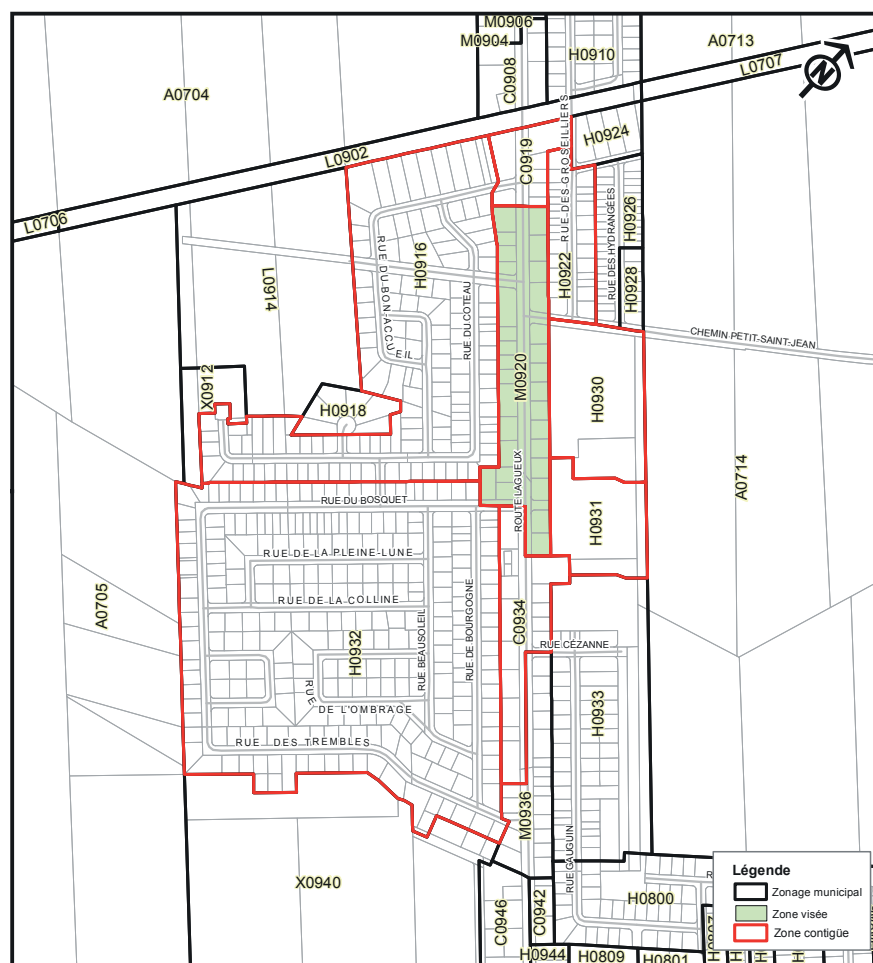 M0906
M0904
H0910
A0713
L0707
N
A0704
C0908
L0902
H0924
C0919
RUE DES GROSEILLIERS
L0706
H0926
RUE DES HYDRANGÉES
H0916
RUE DU BON-ACCUEIL
H0922
H0928
L0914
RUE DU COTEAU
CHEMIN PETIT-SAINT-JEAN
M0920
X0912
H0918
H0930
A0714
ROUTE LAGUEUX
RUE DU BOSQUET
H0931
RUE DE LA PLEINE-LUNE
A0705
RUE DE LA COLLINE
C0934
RUE BEAUSOLEIL
RUE DE BOURGOGNE
H0932
RUE CÉZANNE
RUE
DE L'OMBRAGE
H0933
RUE DES TREMBLES
M0936
RUE GAUGUIN
X0940
H0800
C0946
C0942
H0944
H0809
H0801
Légende
Zonage municipal
Zone visée
Zone contigüe